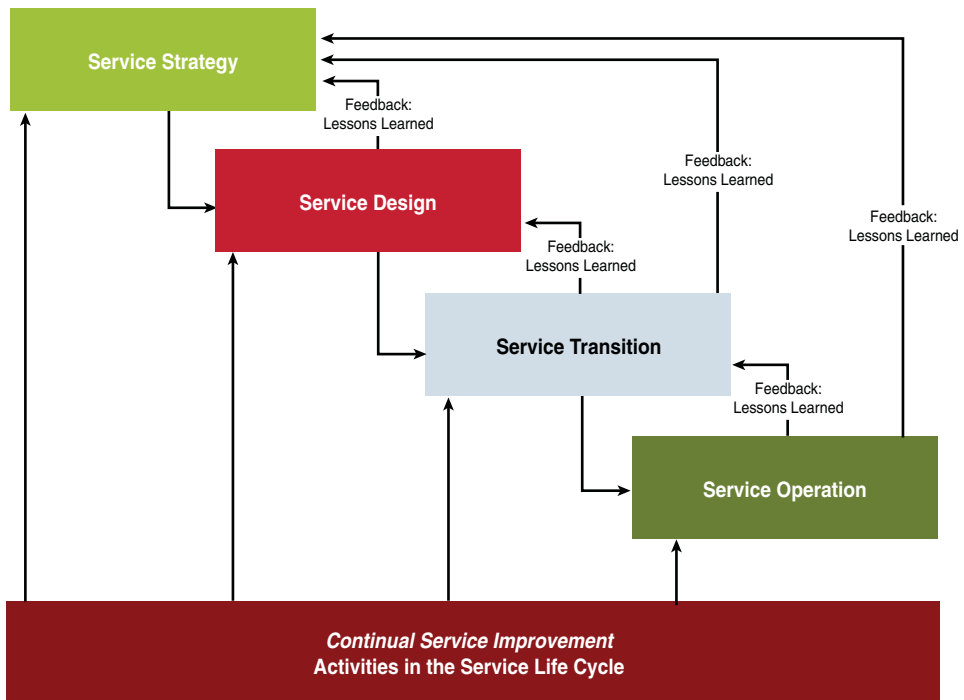 Service Strategy
Feedback:
Lessons Learned
Service Design
Feedback:
Lessons Learned
Feedback:
Lessons Learned
Feedback:
Lessons Learned
Service Transition
Feedback:
Lessons Learned
Service Operation
Continual Service Improvement
Activities in the Service Life Cycle